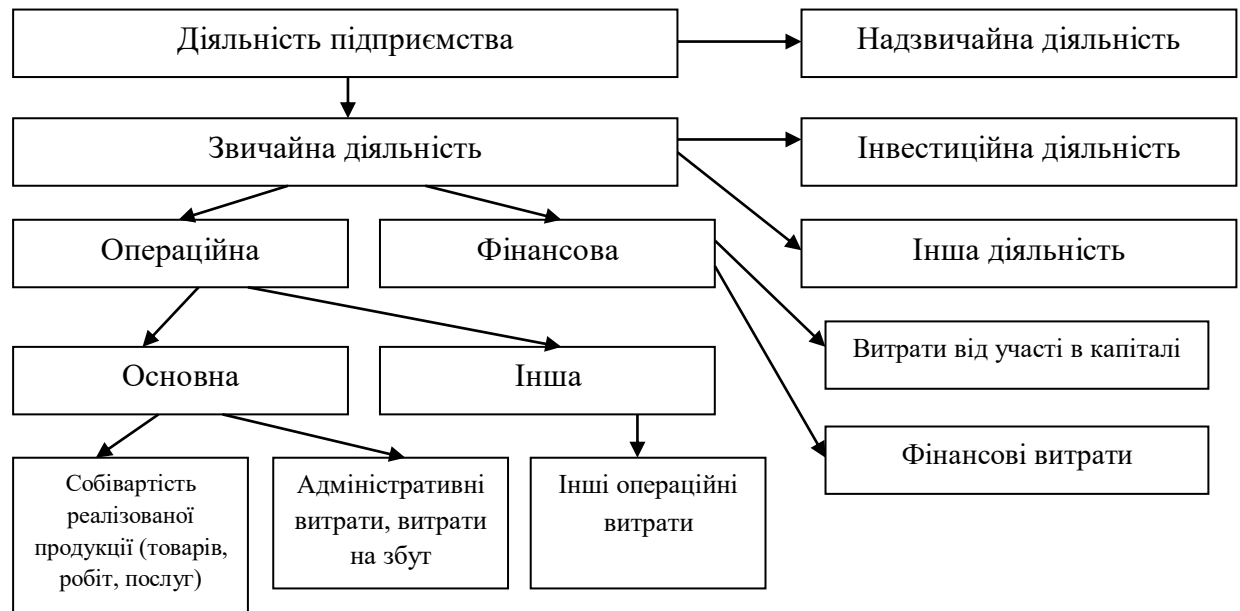 Діяльність підприємства
Надзвичайна діяльність
Звичайна діяльність
Інвестиційна діяльність
Операційна
Фінансова
Інша діяльність
Витрати від участі в капіталі
Основна
Інша
Фінансові витрати
Собівартість
реалізованої
продукції (товарів,
робіт, послуг)
Адміністративні
витрати, витрати
на збут
Інші операційні
витрати